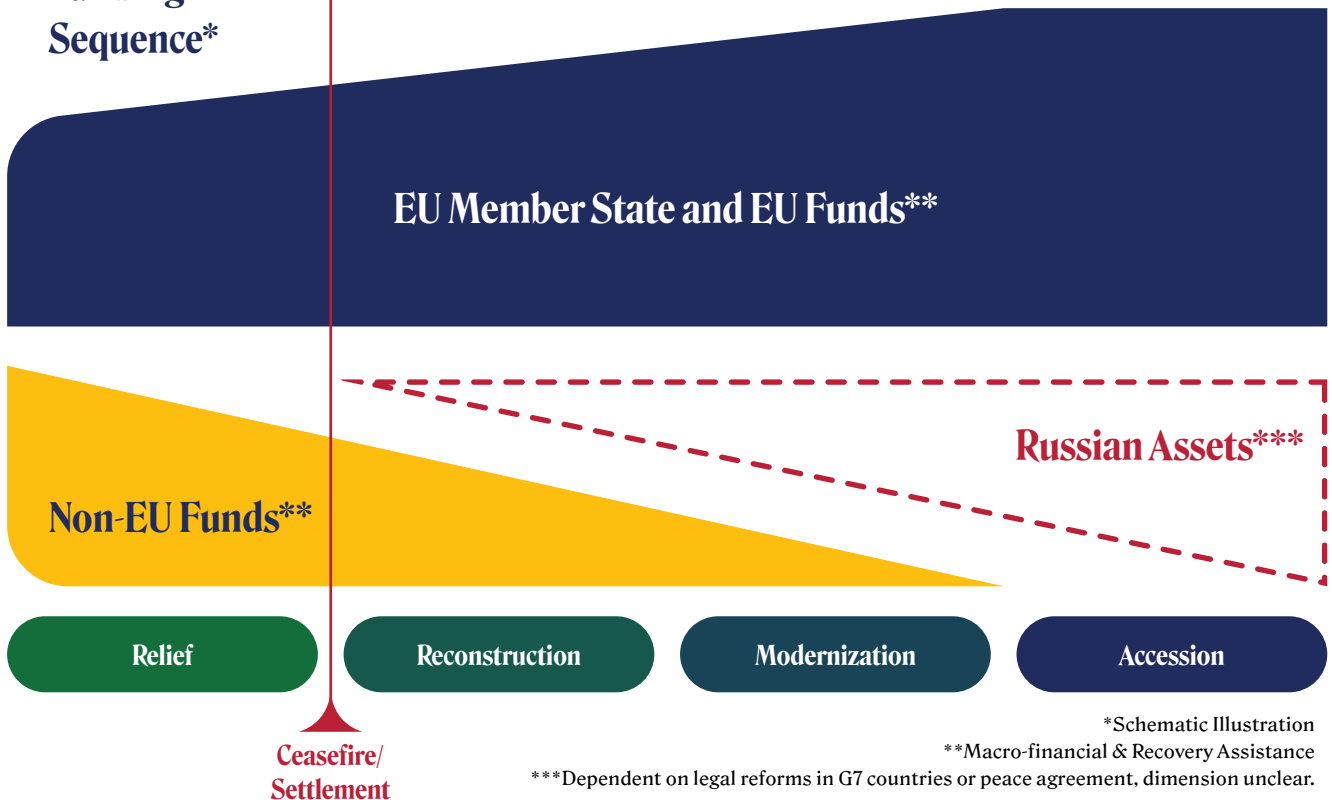 Sequence*
EU Member State and EU Funds**
Russian Assets***
Non-EU Funds**
Relief
Reconstruction
Modernization
Accession
Ceasefire/
Settlement
*Schematic Illustration
**Macro-financial & Recovery Assistance
***Dependent on legal reforms in G7 countries or peace agreement, dimension unclear.